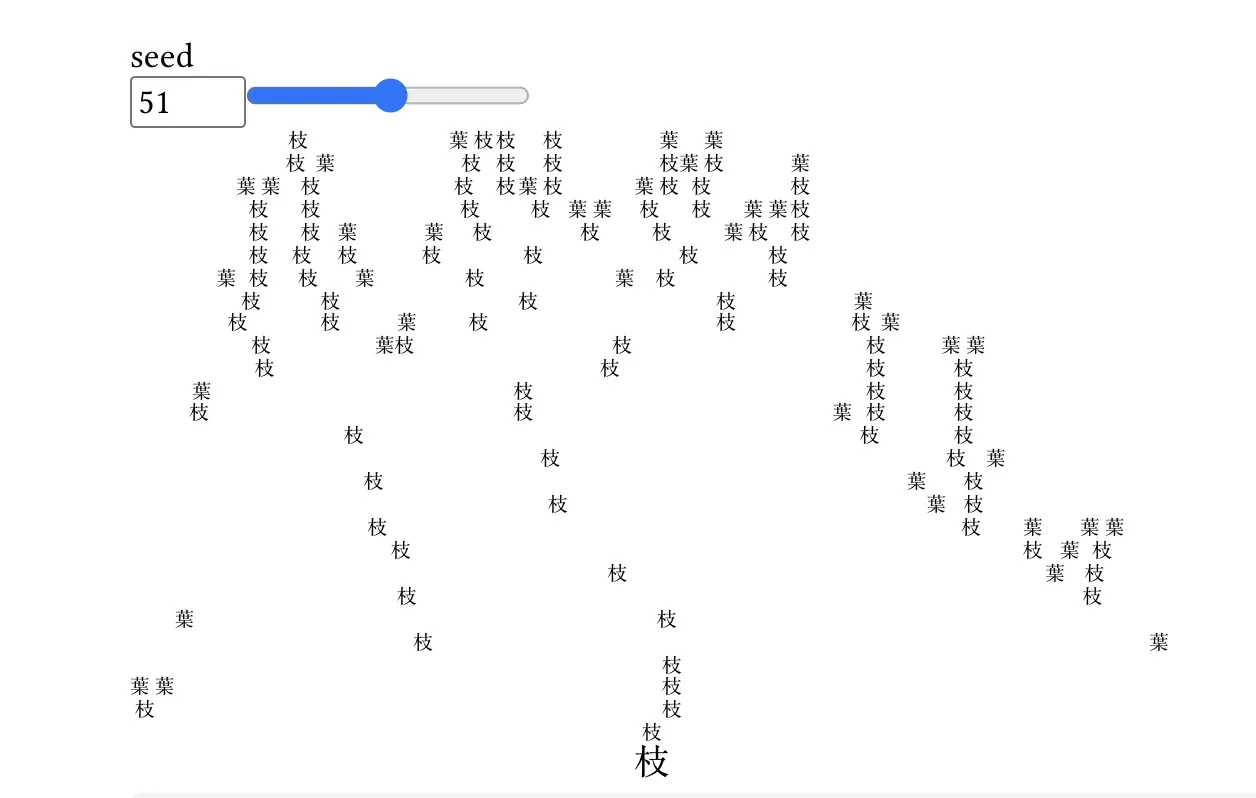 seed
51
枝 葉 枝 枝 枝 葉 葉
枝 葉 枝 枝 枝 枝 葉 枝 葉
葉 葉 枝 枝 枝 葉 枝 葉 枝 枝 枝
枝 枝 枝 枝 葉 葉 枝 枝 葉 葉 枝
枝 枝 葉 葉 枝 枝 枝 葉 枝 枝
枝 枝 枝 枝 枝 枝 枝
葉 枝 枝 葉 枝 葉 枝 枝
枝 枝 枝 枝 葉
枝 枝 葉 枝 枝 枝 葉
枝 葉 枝 枝 枝 葉 葉
枝 枝 枝 枝
葉 枝 枝 枝
枝 枝 葉 枝 枝
枝 枝 枝
枝 枝 葉
枝 葉 枝
枝 葉 枝
枝 枝 葉 葉 葉
枝 枝 葉 枝
枝 葉 枝
枝 枝
葉 枝
枝 葉
枝
葉 葉 枝
枝 枝
枝
枝